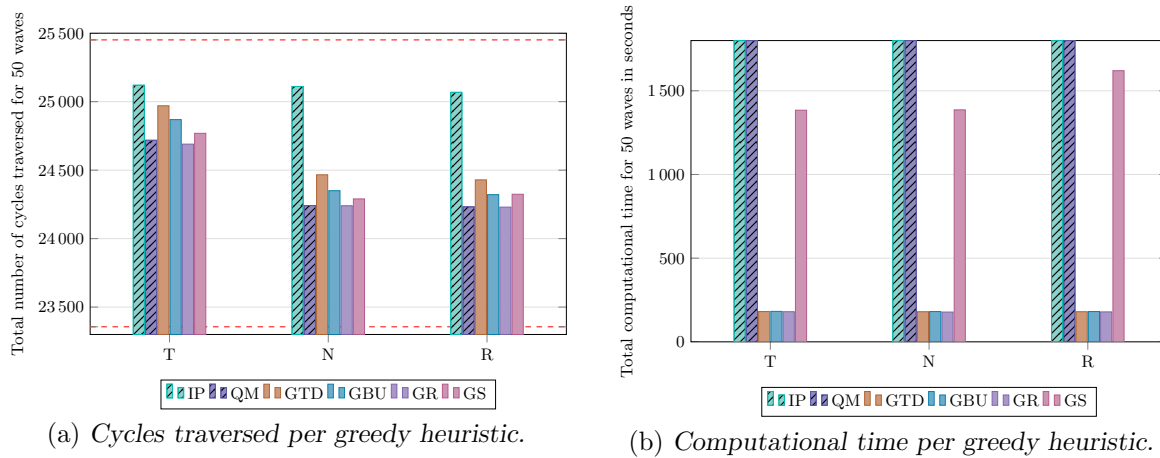 Total number of cycles traversed for 50 waves
25 500
25 000
24 500
24 000
23 500
T N R
IP QM GTD GBU GR GS
(a) Cycles traversed per greedy heuristic.
Total computational time for 50 waves in seconds
1 500
1 000
500
0
T N R
IP QM GTD GBU GR GS
(b) Computational time per greedy heuristic.